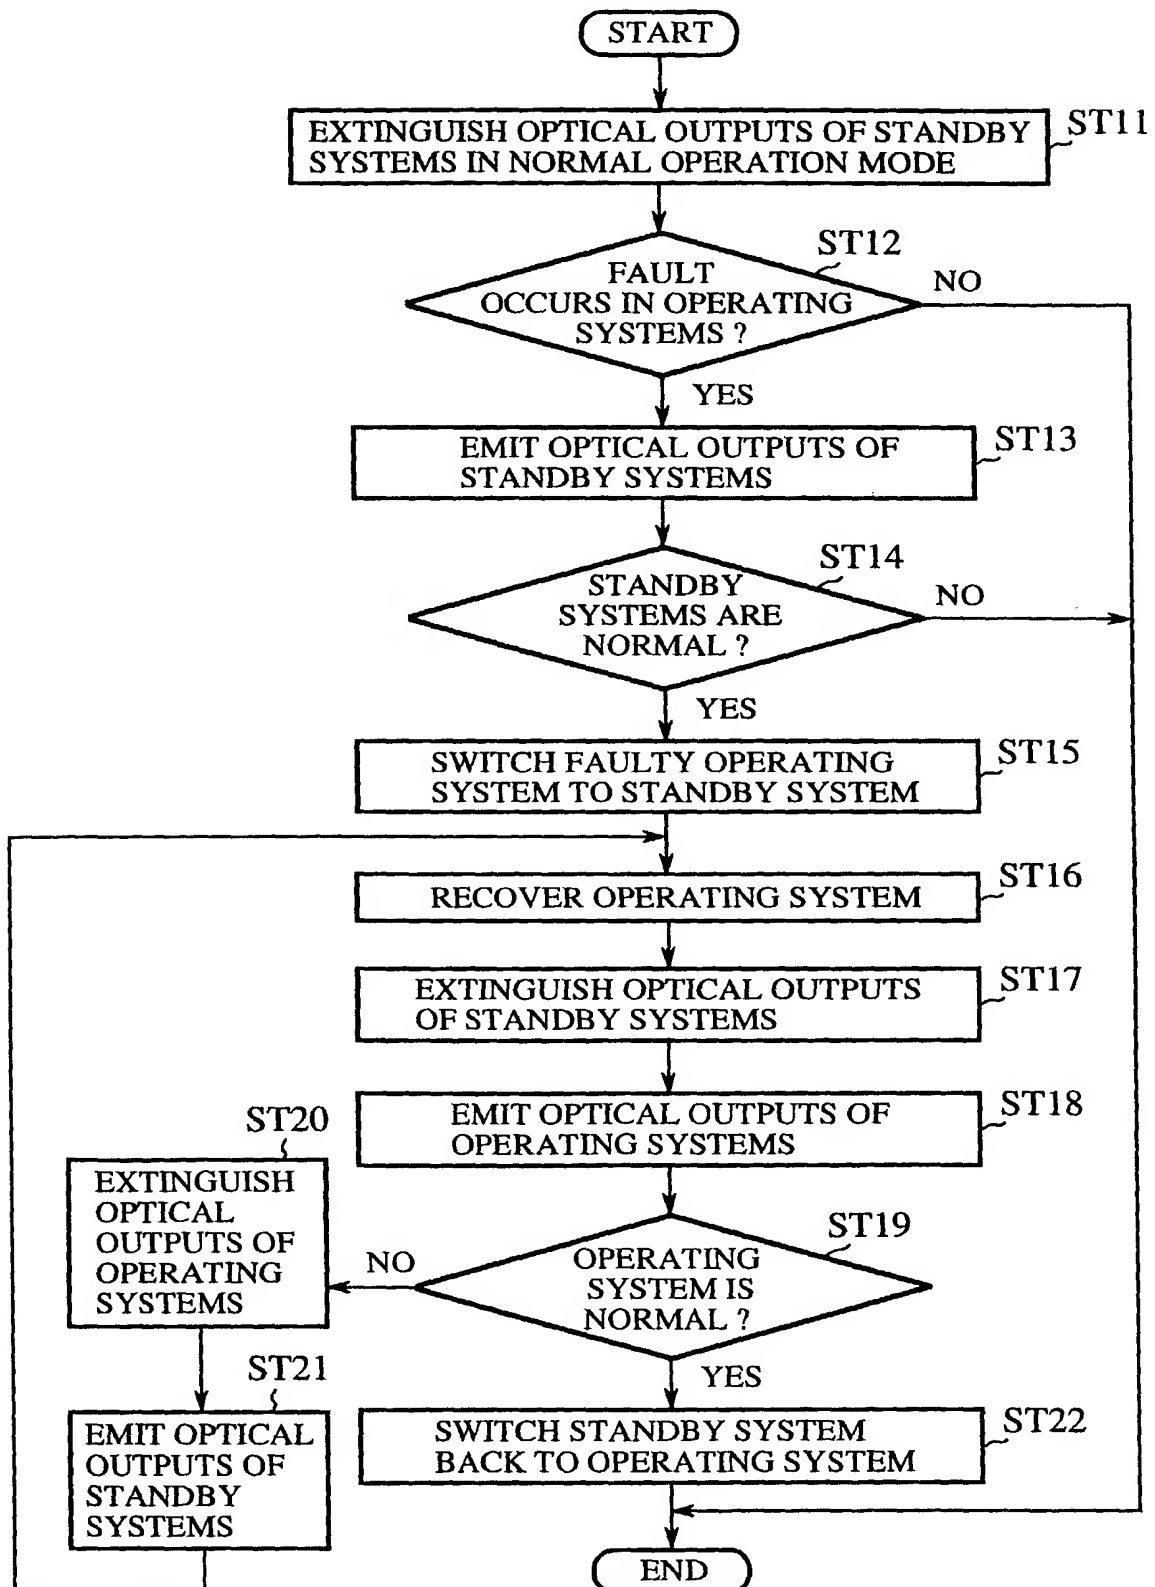 START
EXTINGUISH OPTICAL OUTPUTS OF STANDBY
SYSTEMS IN NORMAL OPERATION MODE
ST11
ST12
FAULT
OCCURS IN OPERATING
SYSTEMS ?
NO
YES
EMIT OPTICAL OUTPUTS OF
STANDBY SYSTEMS
ST13
ST14
STANDBY
SYSTEMS ARE
NORMAL ?
NO
YES
SWITCH FAULTY OPERATING
SYSTEM TO STANDBY SYSTEM
ST15
RECOVER OPERATING SYSTEM
ST16
EXTINGUISH OPTICAL OUTPUTS
OF STANDBY SYSTEMS
ST17
EMIT OPTICAL OUTPUTS OF
OPERATING SYSTEMS
ST18
ST19
OPERATING
SYSTEM IS
NORMAL ?
NO
YES
ST20
EXTINGUISH
OPTICAL
OUTPUTS OF
OPERATING
SYSTEMS
ST21
EMIT OPTICAL
OUTPUTS OF
STANDBY
SYSTEMS
SWITCH STANDBY SYSTEM
BACK TO OPERATING SYSTEM
ST22
END